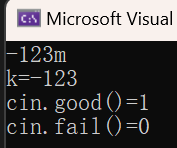 Microsoft Visual
-123m
k=-123
cin.good()=1
cin.fail()=0